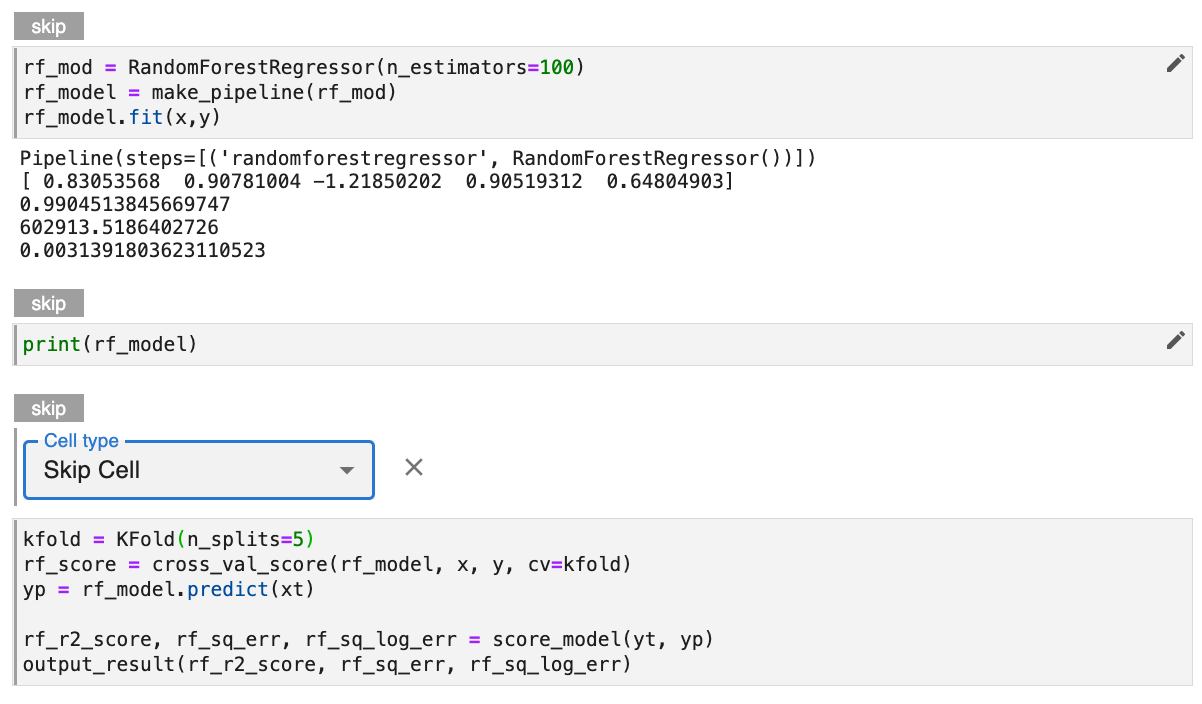 skip
rf_mod = RandomForestRegressor(n_estimators=100)
rf_model = make_pipeline(rf_mod)
rf_model.fit(x,y)
Pipeline(steps=[('randomforestregressor', RandomForestRegressor())])
[ 0.83053568  0.90781004 -1.21850202  0.90519312  0.64804903]
0.9904513845669747
602913.5186402726
0.0031391803623110523
skip
print(rf_model)
skip
Cell type
Skip Cell
kfold = KFold(n_splits=5)
rf_score = cross_val_score(rf_model, x, y, cv=kfold)
yp = rf_model.predict(xt)
rf_r2_score, rf_sq_err, rf_sq_log_err = score_model(yt, yp)
output_result(rf_r2_score, rf_sq_err, rf_sq_log_err)